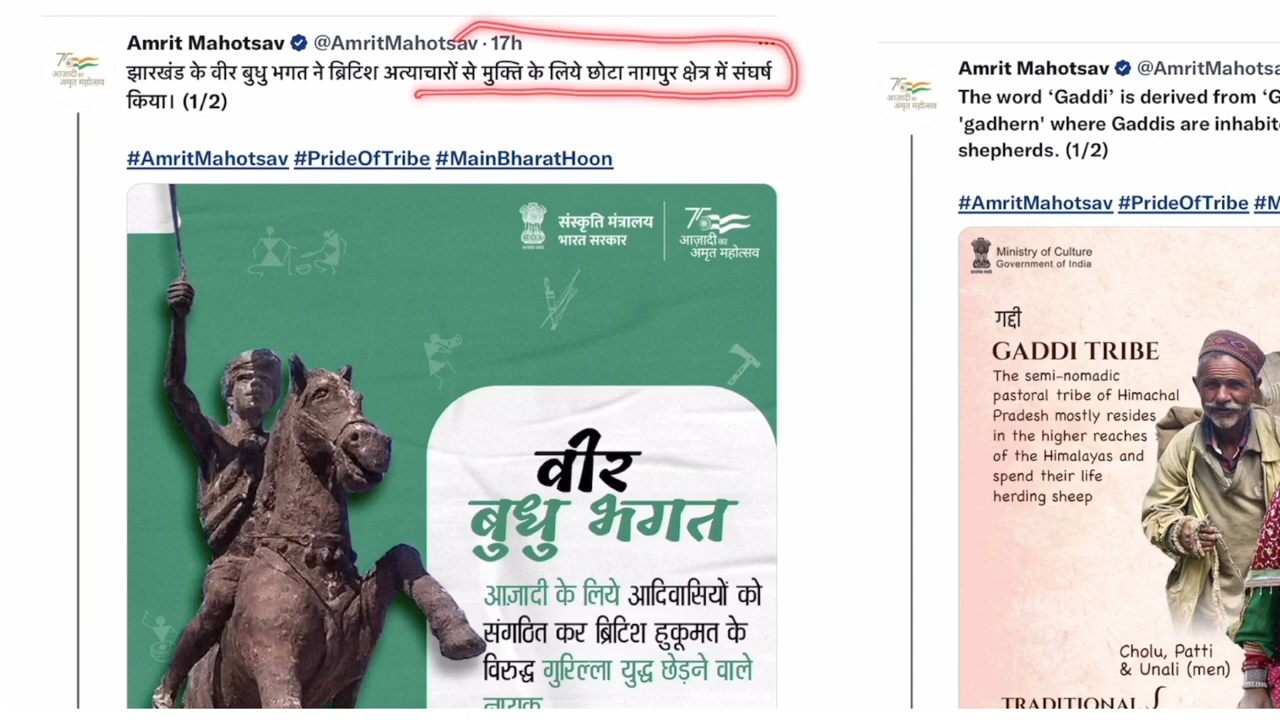 Amrit Mahotsav @AmritMahotsav · 17h
झारखंड के वीर बुधु भगत ने ब्रिटिश अत्याचारों से मुक्ति के लिये छोटा नागपुर क्षेत्र में संघर्ष
किया। (1/2)
#AmritMahotsav #PrideOfTribe #MainBharatHoon
संस्कृति मंत्रालय
भारत सरकार
आज़ादी का
अमृत महोत्सव
वीर
बुधु भगत
आज़ादी के लिये आदिवासियों को
संगठित कर ब्रिटिश हुकूमत के
विरुद्ध गुरिल्ला युद्ध छेड़ने वाले
नायक
Amrit Mahotsav @AmritMahotsa
The word ‘Gaddi’ is derived from ‘G
'gadhern' where Gaddis are inhabite
shepherds. (1/2)
#AmritMahotsav #PrideOfTribe #M
Ministry of Culture
Government of India
गद्दी
GADDI TRIBE
The semi-nomadic
pastoral tribe of Himachal
Pradesh mostly resides
in the higher reaches
of the Himalayas and
spend their life
herding sheep
Cholu, Patti
& Unali (men)
TRADITIONAL